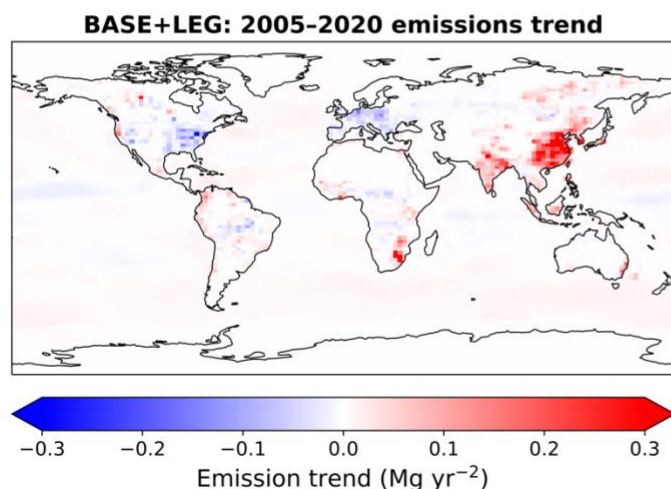 BASE+LEG: 2005–2020 emissions trend
−0.3 −0.2 −0.1 0.0 0.1 0.2 0.3
Emission trend (Mg yr⁻²)